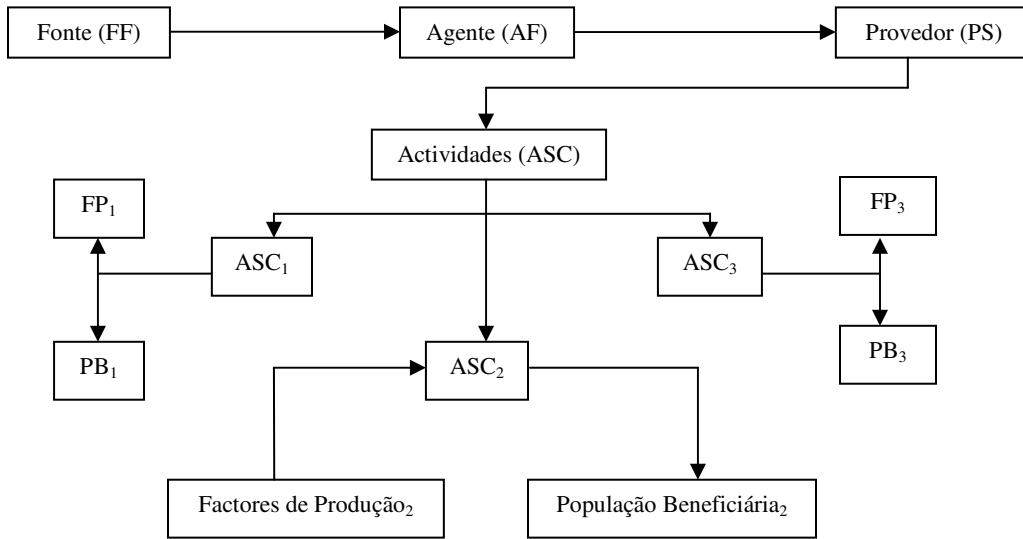 Fonte (FF)
Agente (AF)
Provedor (PS)
Actividades (ASC)
FP₁
FP₃
ASC₁
ASC₃
PB₁
ASC₂
PB₃
Factores de Produção₂
População Beneficiária₂